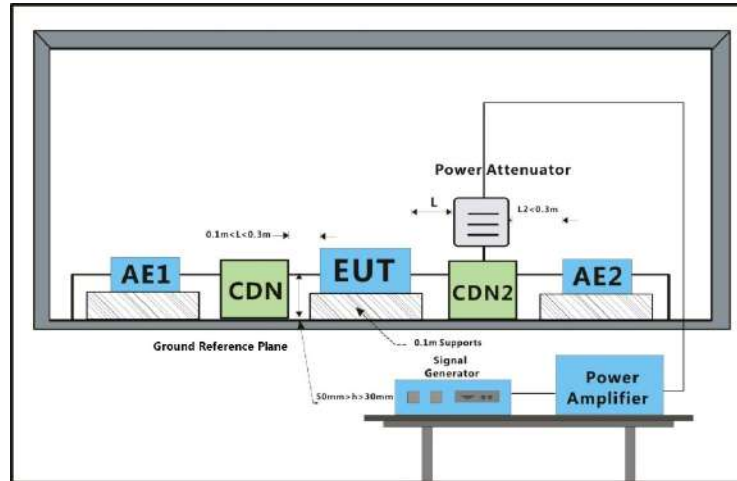 Power Attenuator
L
L2<0.3m
0.1m<L<0.3m
AE1
CDN
EUT
CDN2
AE2
Ground Reference Plane
0.1m Supports
Signal
Generator
50mm>h>30mm
Power
Amplifier